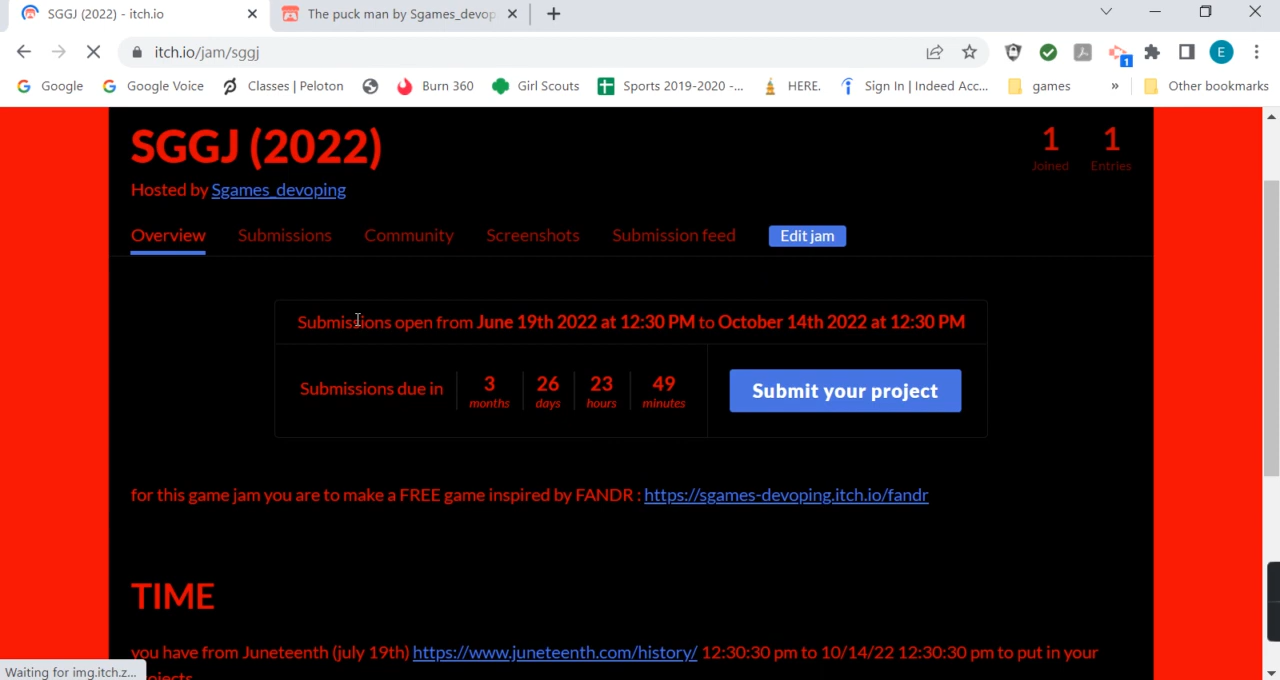 SGGJ (2022) - itch.io
The puck man by Sgames_devop
itch.io/jam/sggj
1
E
Google
Google Voice
Classes | Peloton
Burn 360
Girl Scouts
Sports 2019-2020 -...
HERE.
Sign In | Indeed Acc...
games
»
Other bookmarks
SGGJ (2022)
1 1
Joined Entries
Hosted by Sgames_devoping
Overview Submissions Community Screenshots Submission feed Edit jam
Submissions open from June 19th 2022 at 12:30 PM to October 14th 2022 at 12:30 PM
Submissions due in
3 26 23 49
months days hours minutes
Submit your project
for this game jam you are to make a FREE game inspired by FANDR : https://sgames-devoping.itch.io/fandr
TIME
you have from Juneteenth (july 19th) https://www.juneteenth.com/history/ 12:30:30 pm to 10/14/22 12:30:30 pm to put in your
projects
Waiting for img.itch.z...